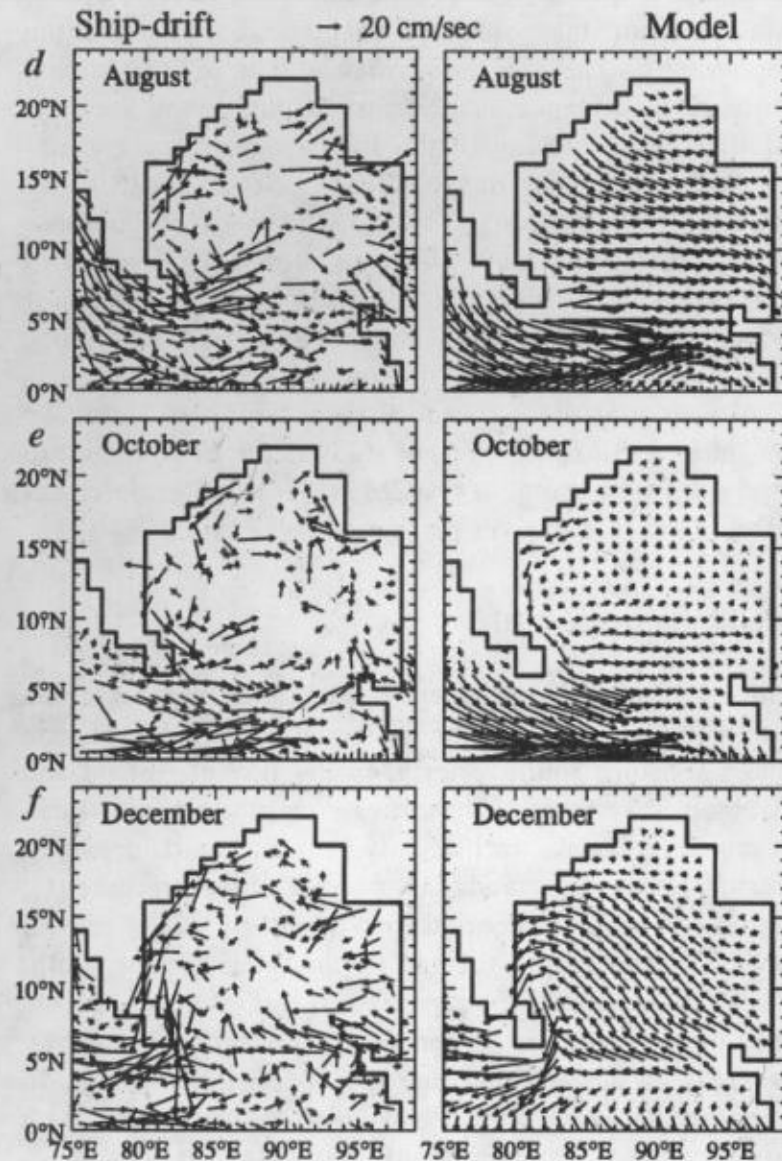 Ship-drift → 20 cm/sec Model
d
August August
20°N
15°N
10°N
5°N
0°N
e
October October
20°N
15°N
10°N
5°N
0°N
f
December December
20°N
15°N
10°N
5°N
0°N
75°E 80°E 85°E 90°E 95°E 75°E 80°E 85°E 90°E 95°E